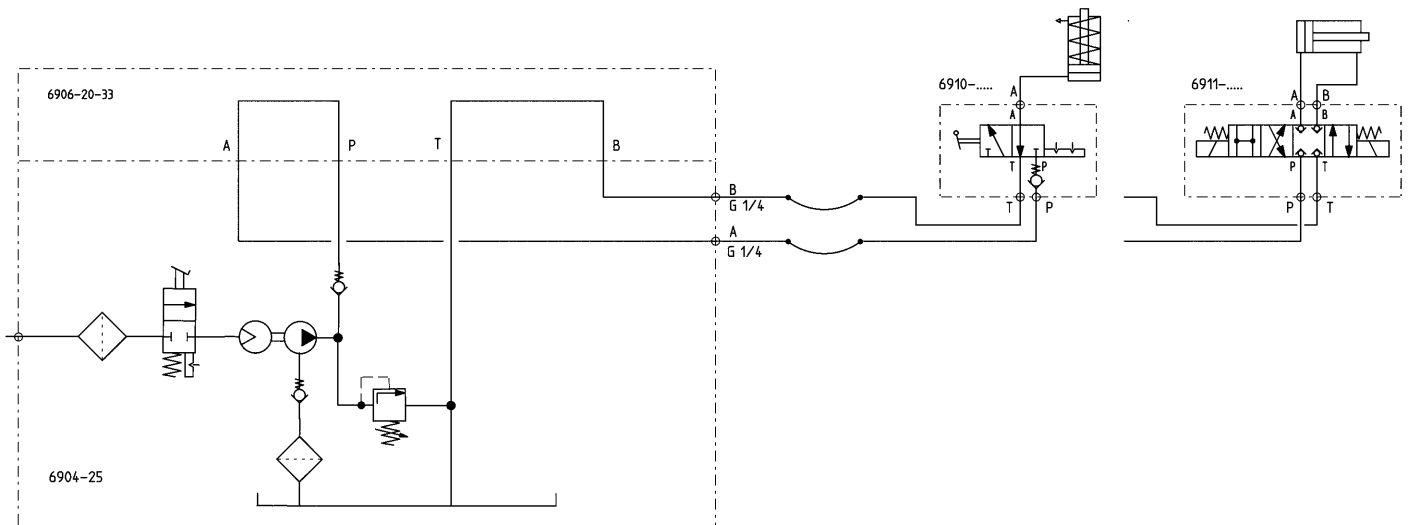 6906-20-33
A
P
T
B
B
G 1/4
A
G 1/4
6904-25
6910-.....
A
A
T
P
T
P
6911-.....
A
B
A
B
P
T
P
T